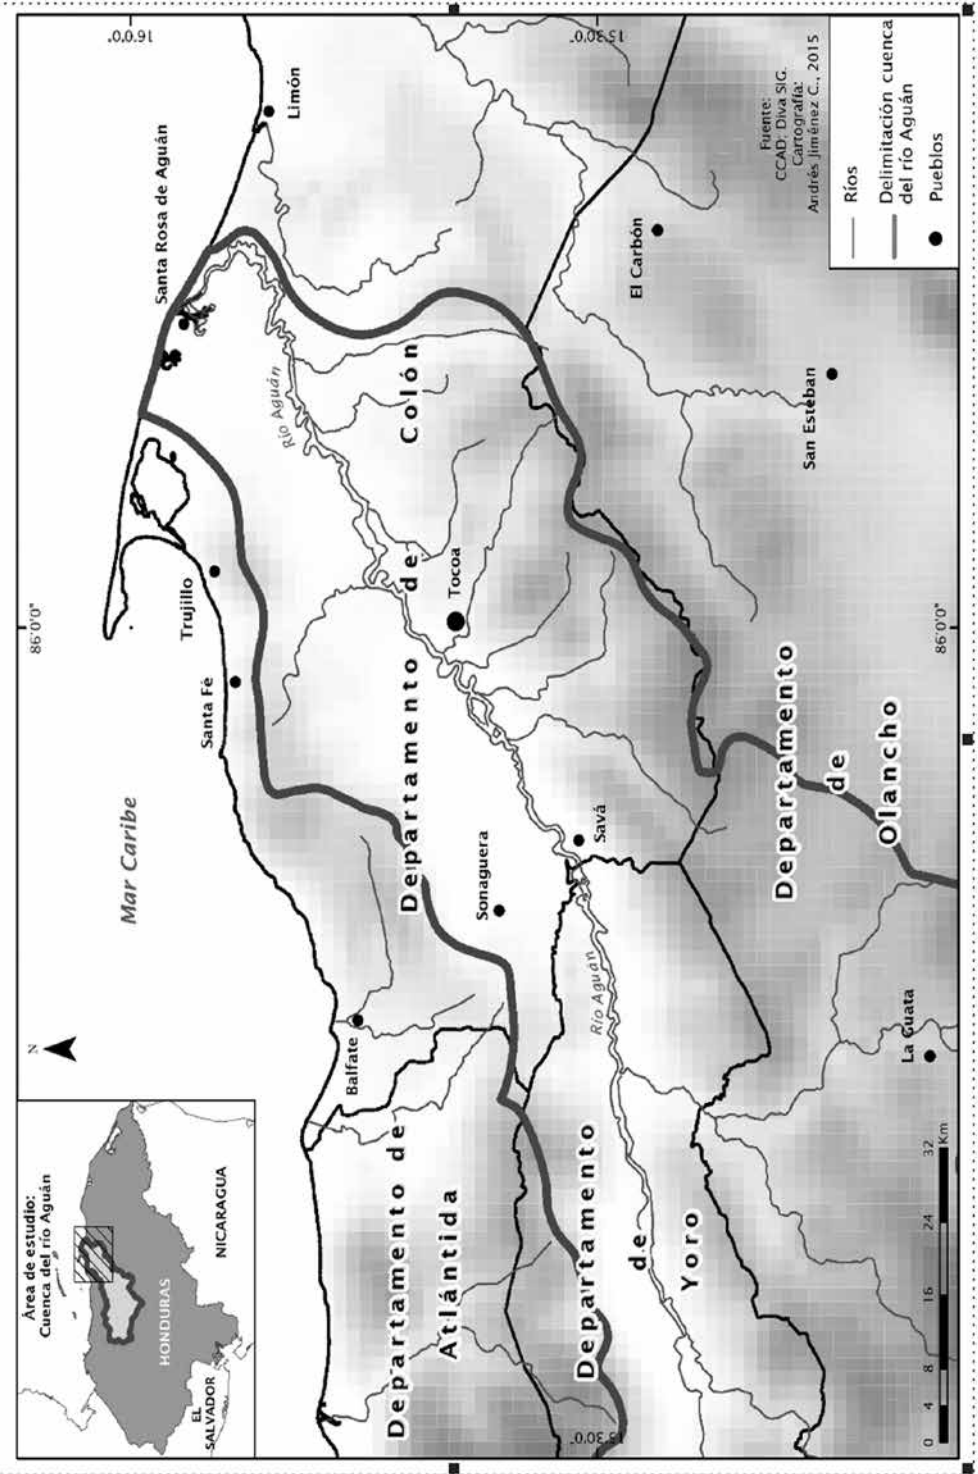 Área de estudio:
Cuenca del río Aguán
HONDURAS
EL
SALVADOR
NICARAGUA
N
86°0'0"
16°0'0"
16°0'0"
Mar Caribe
Santa Rosa de Aguán
Limón
Trujillo
Santa Fé
Balfate
Río Aguán
Departamento de Colón
Tocoa
Sonaguera
Savá
Río Aguán
Departamento de
Atlántida
Departamento
de
Yoro
15°30'0"
15°30'0"
Departamento
de
Olancho
El Carbón
San Esteban
La Guata
0 4 8 16 24 32
Km
86°0'0"
Fuente:
CCAD; Diva SIG.
Cartografía:
Andrés Jiménez C., 2015
Ríos
Delimitación cuenca
del río Aguán
Pueblos